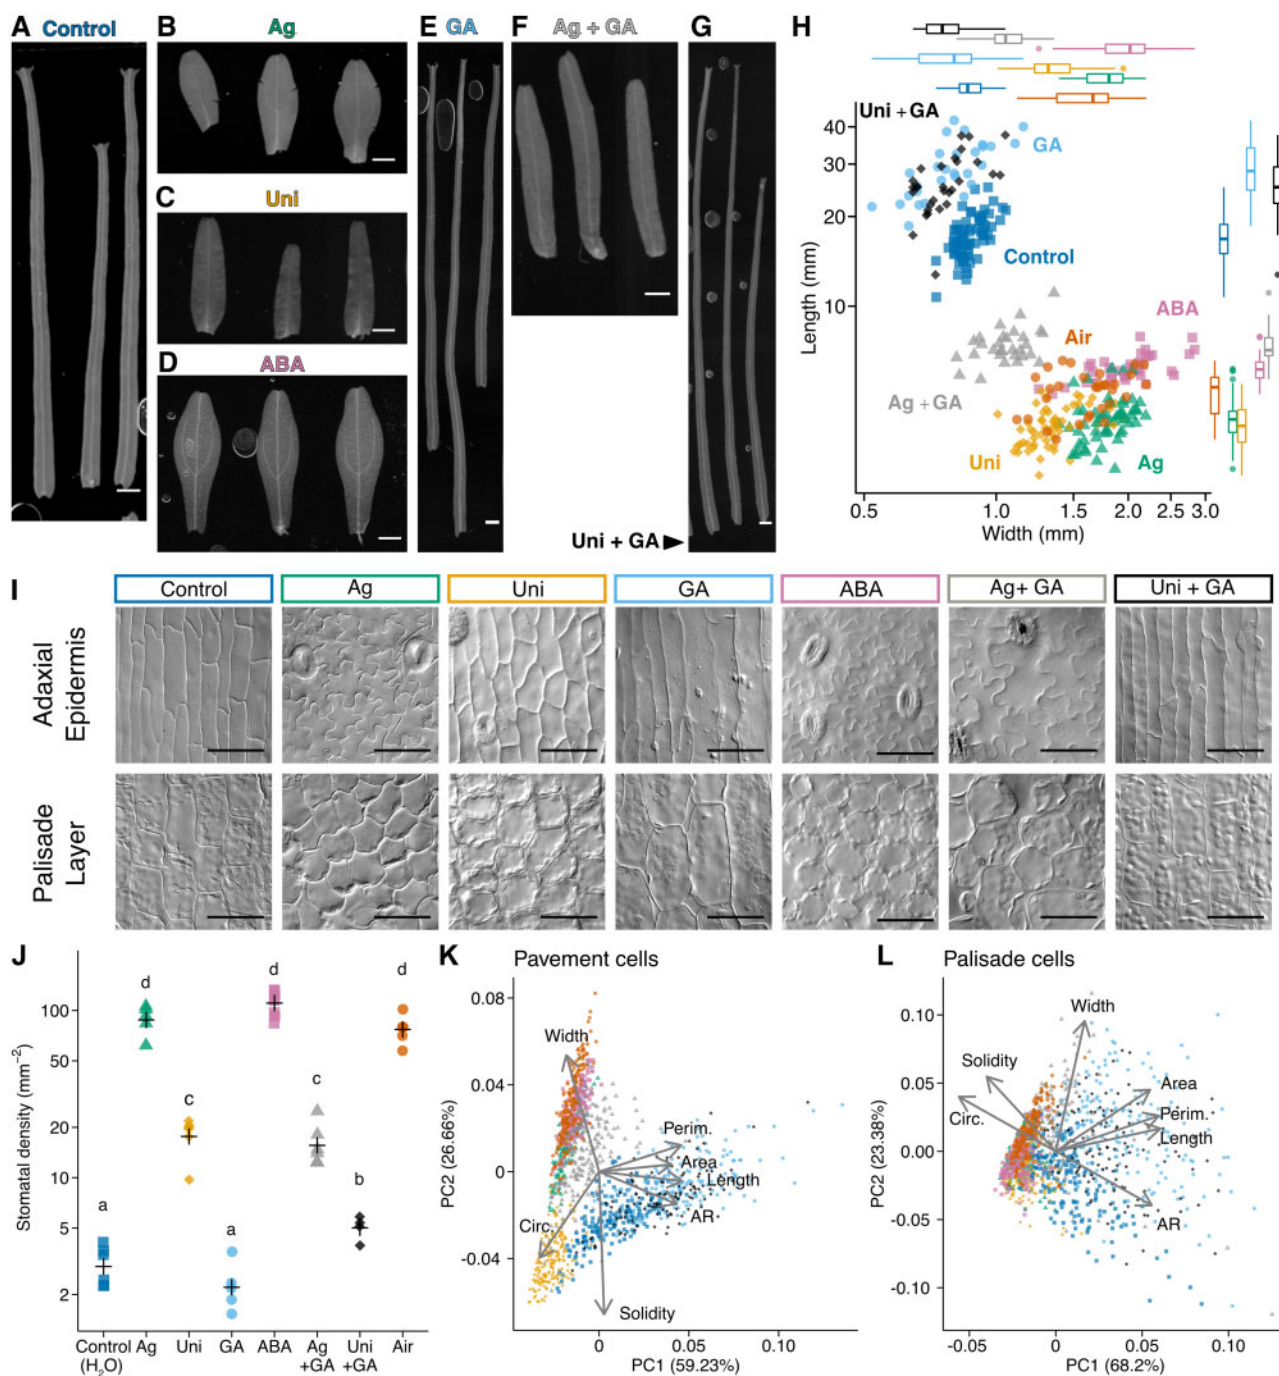 A Control
B Ag
C Uni
D ABA
E GA
F Ag + GA
G
Uni + GA
H
Uni + GA
GA
Control
ABA
Air
Ag + GA
Uni
Ag
Length (mm)
40
30
20
10
0.5 1.0 1.5 2.0 2.5 3.0
Width (mm)
I
Control Ag Uni GA ABA Ag+ GA Uni + GA
Adaxial
Epidermis
Palisade
Layer
J
Stomatal density (mm⁻²)
100
50
20
10
5
2
a d c a d c b d
Control Ag Uni GA ABA Ag Uni Air
(H₂O) +GA +GA
K Pavement cells
PC2 (26.66%)
0.08
0.04
0
-0.04
Width
Perim.
Area
Length
AR
Circ.
Solidity
0 0.05 0.10
PC1 (59.23%)
L Palisade cells
PC2 (23.38%)
0.10
0.05
0.00
-0.05
-0.10
Width
Solidity
Area
Circ.
Perim.
Length
AR
-0.05 0.00 0.05 0.10
PC1 (68.2%)